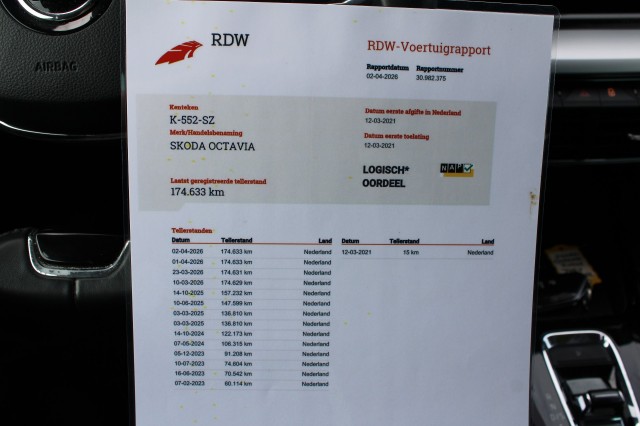 AIRBAG
RDW
RDW-Voertuigrapport
Rapportdatum Rapportnummer
02-04-2026 30.982.375
Kenteken
K-552-SZ
Merk/Handelsbenaming
SKODA OCTAVIA
Laatst geregistreerde tellerstand
174.633 km
Datum eerste afgifte in Nederland
12-03-2021
Datum eerste toelating
12-03-2021
LOGISCH*
OORDEEL
NAP
Tellerstanden
Datum Tellerstand Land Datum Tellerstand Land
02-04-2026 174.633 km Nederland 12-03-2021 15 km Nederland
01-04-2026 174.633 km Nederland
23-03-2026 174.631 km Nederland
10-03-2026 174.629 km Nederland
14-10-2025 157.232 km Nederland
10-06-2025 147.599 km Nederland
03-03-2025 136.810 km Nederland
03-03-2025 136.810 km Nederland
14-10-2024 122.173 km Nederland
07-05-2024 106.315 km Nederland
05-12-2023 91.208 km Nederland
10-07-2023 74.604 km Nederland
16-06-2023 70.542 km Nederland
07-02-2023 60.114 km Nederland